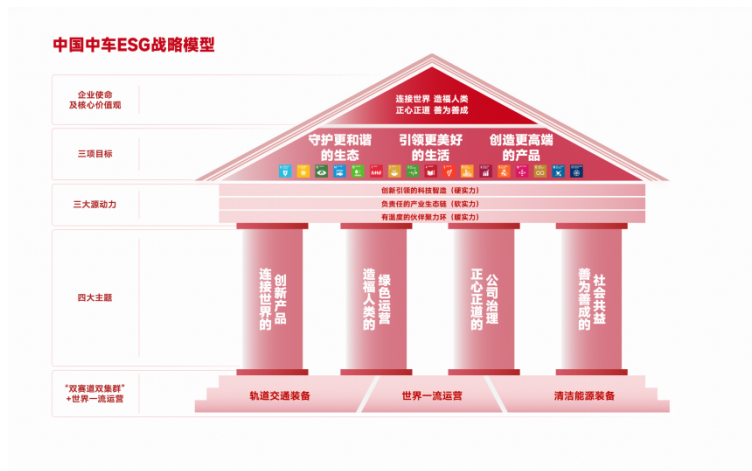 中国中车ESG战略模型
企业使命
及核心价值观
连接世界 造福人类
正心正道 善为善成
三项目标
守护更和谐
的生态
引领更美好
的生活
创造更高端
的产品
三大源动力
创新引领的科技智造（硬实力）
负责任的产业生态链（软实力）
有温度的伙伴聚力环（暖实力）
四大主题
连接世界的
创新产品
造福人类的
绿色运营
正心正道的
公司治理
善为善成的
社会共益
“双赛道双集群”
+世界一流运营
轨道交通装备
世界一流运营
清洁能源装备